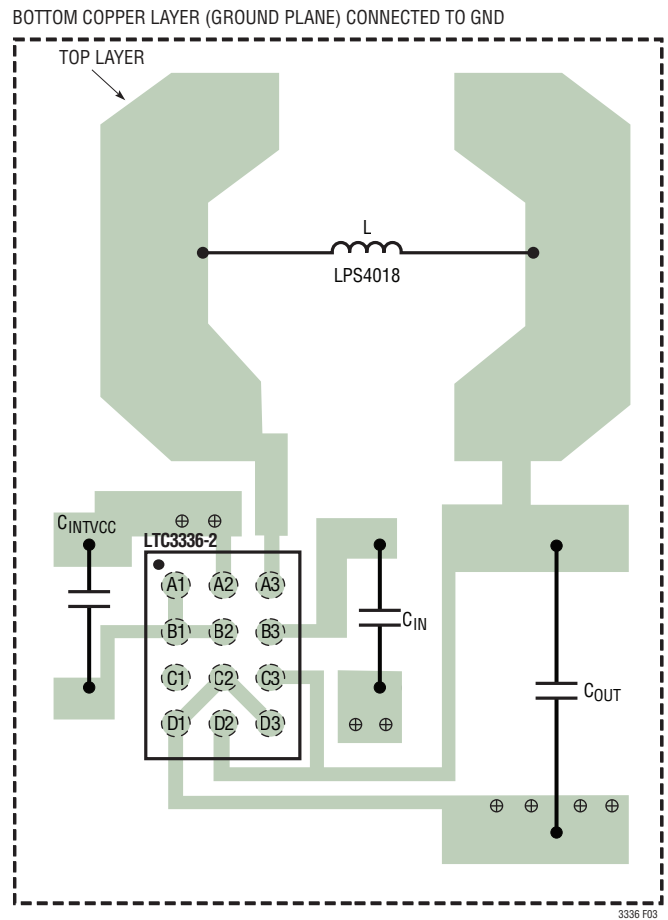 BOTTOM COPPER LAYER (GROUND PLANE) CONNECTED TO GND
TOP LAYER
L
LPS4018
CINTVCC
LTC3336-2
A1 A2 A3
B1 B2 B3
CIN
C1 C2 C3
COUT
D1 D2 D3
3336 F03